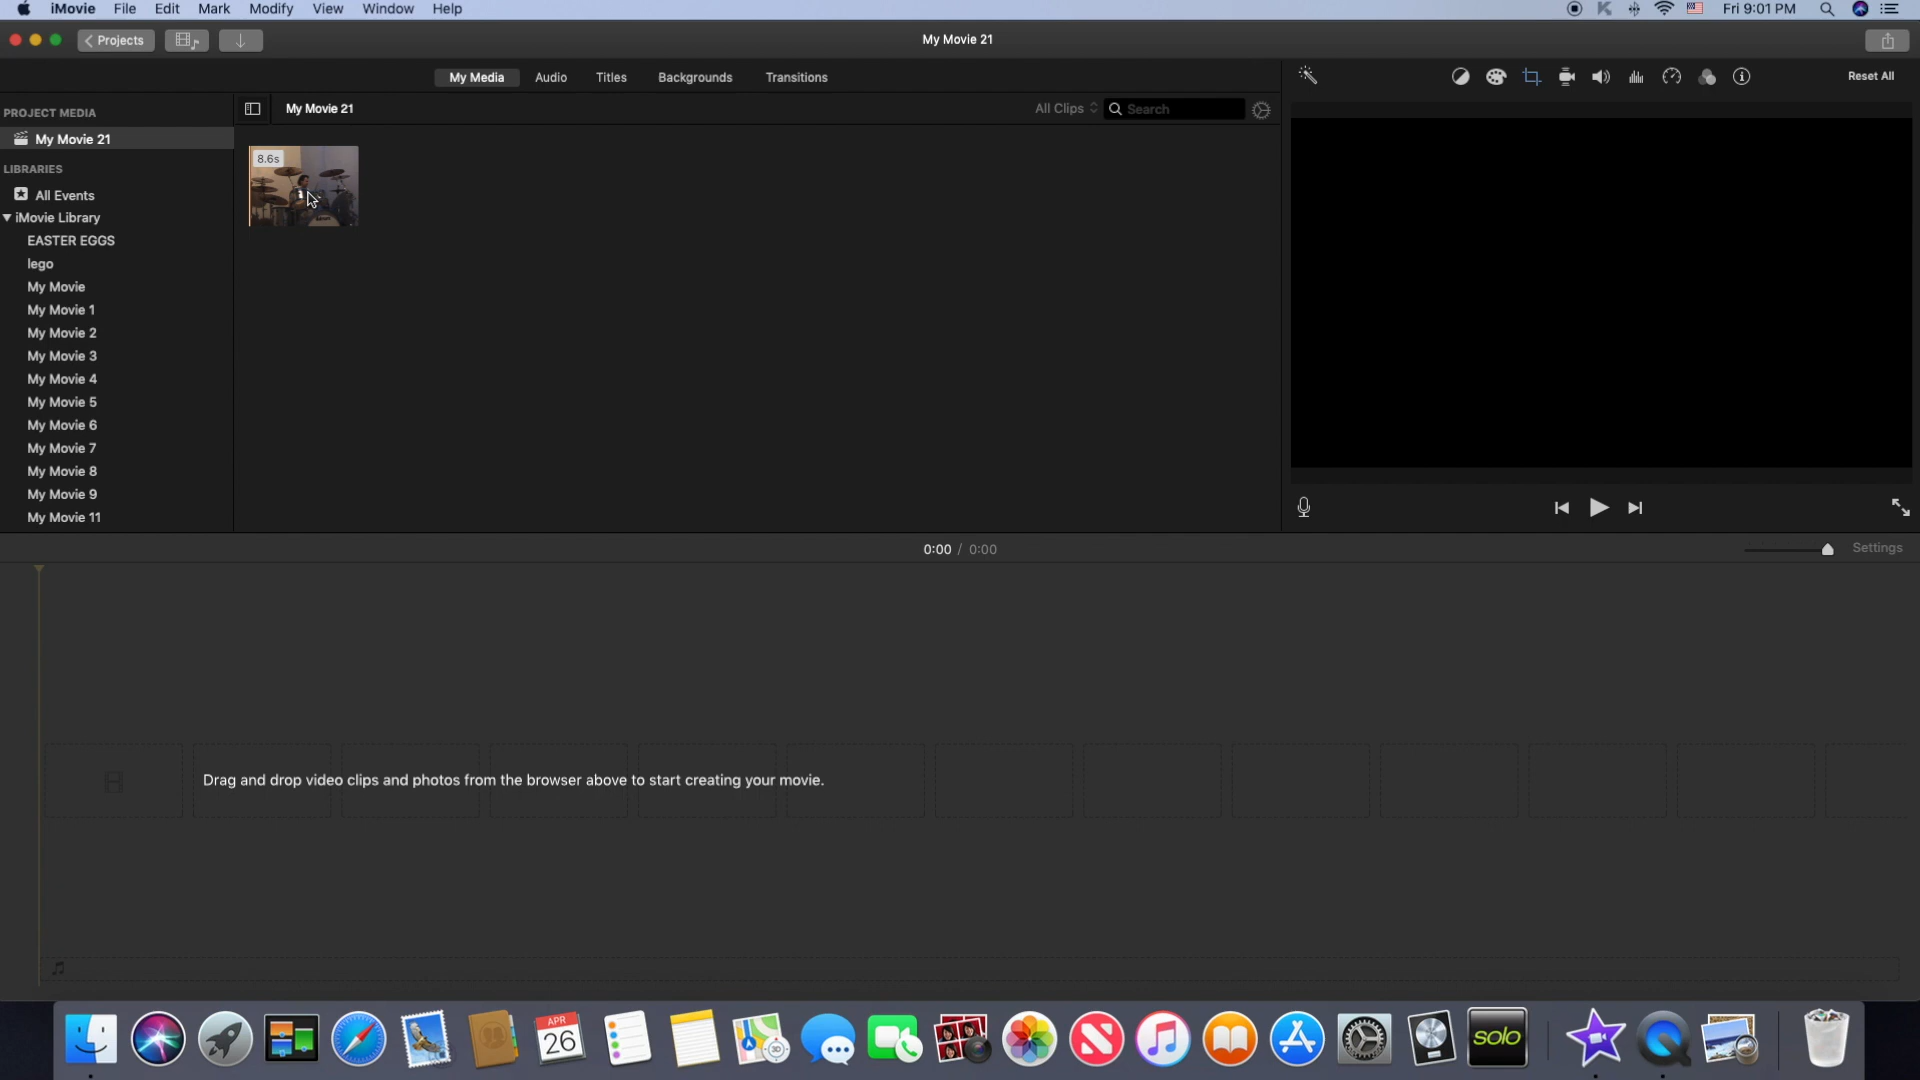 iMovie File Edit Mark Modify View Window Help Fri 9:01 PM
Projects My Movie 21
My Media Audio Titles Backgrounds Transitions Reset All
PROJECT MEDIA My Movie 21 All Clips Search
My Movie 21
LIBRARIES
All Events
iMovie Library
EASTER EGGS
lego
My Movie
My Movie 1
My Movie 2
My Movie 3
My Movie 4
My Movie 5
My Movie 6
My Movie 7
My Movie 8
My Movie 9
My Movie 11
8.6s
0:00 / 0:00 Settings
Drag and drop video clips and photos from the browser above to start creating your movie.
APR
26
3D
solo